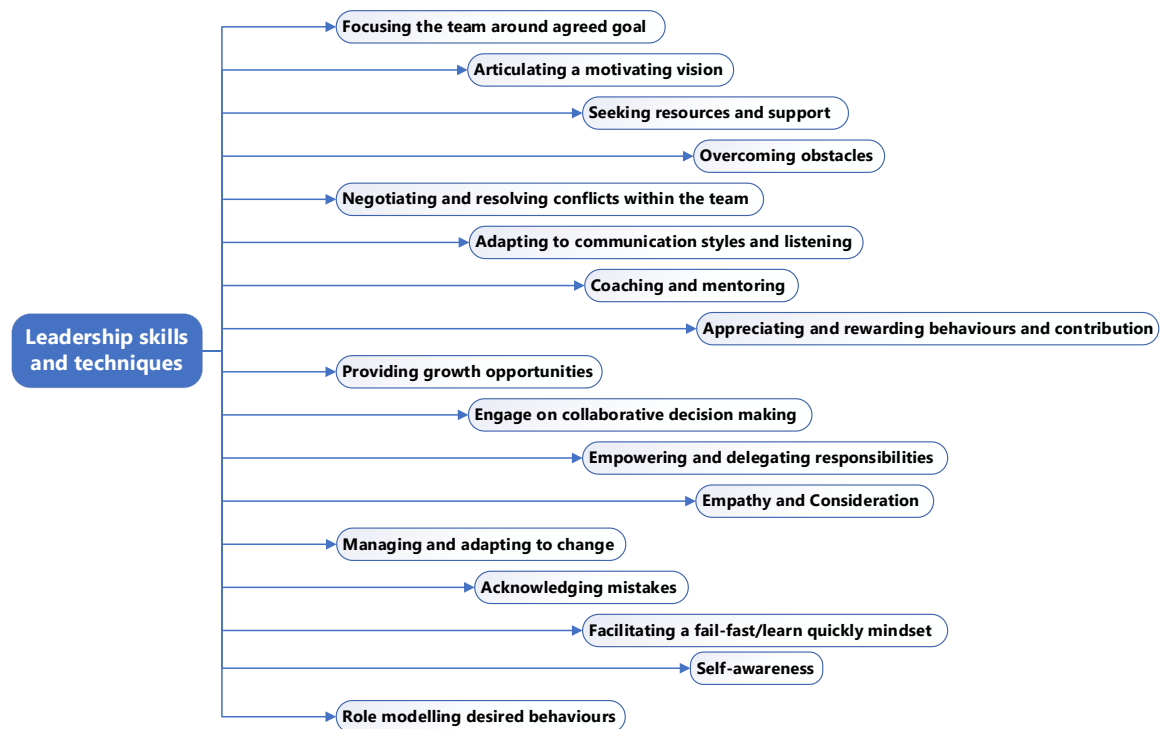 Focusing the team around agreed goal
Articulating a motivating vision
Seeking resources and support
Overcoming obstacles
Negotiating and resolving conflicts within the team
Adapting to communication styles and listening
Coaching and mentoring
Leadership skills
and techniques
Appreciating and rewarding behaviours and contribution
Providing growth opportunities
Engage on collaborative decision making
Empowering and delegating responsibilities
Empathy and Consideration
Managing and adapting to change
Acknowledging mistakes
Facilitating a fail-fast/learn quickly mindset
Self-awareness
Role modelling desired behaviours